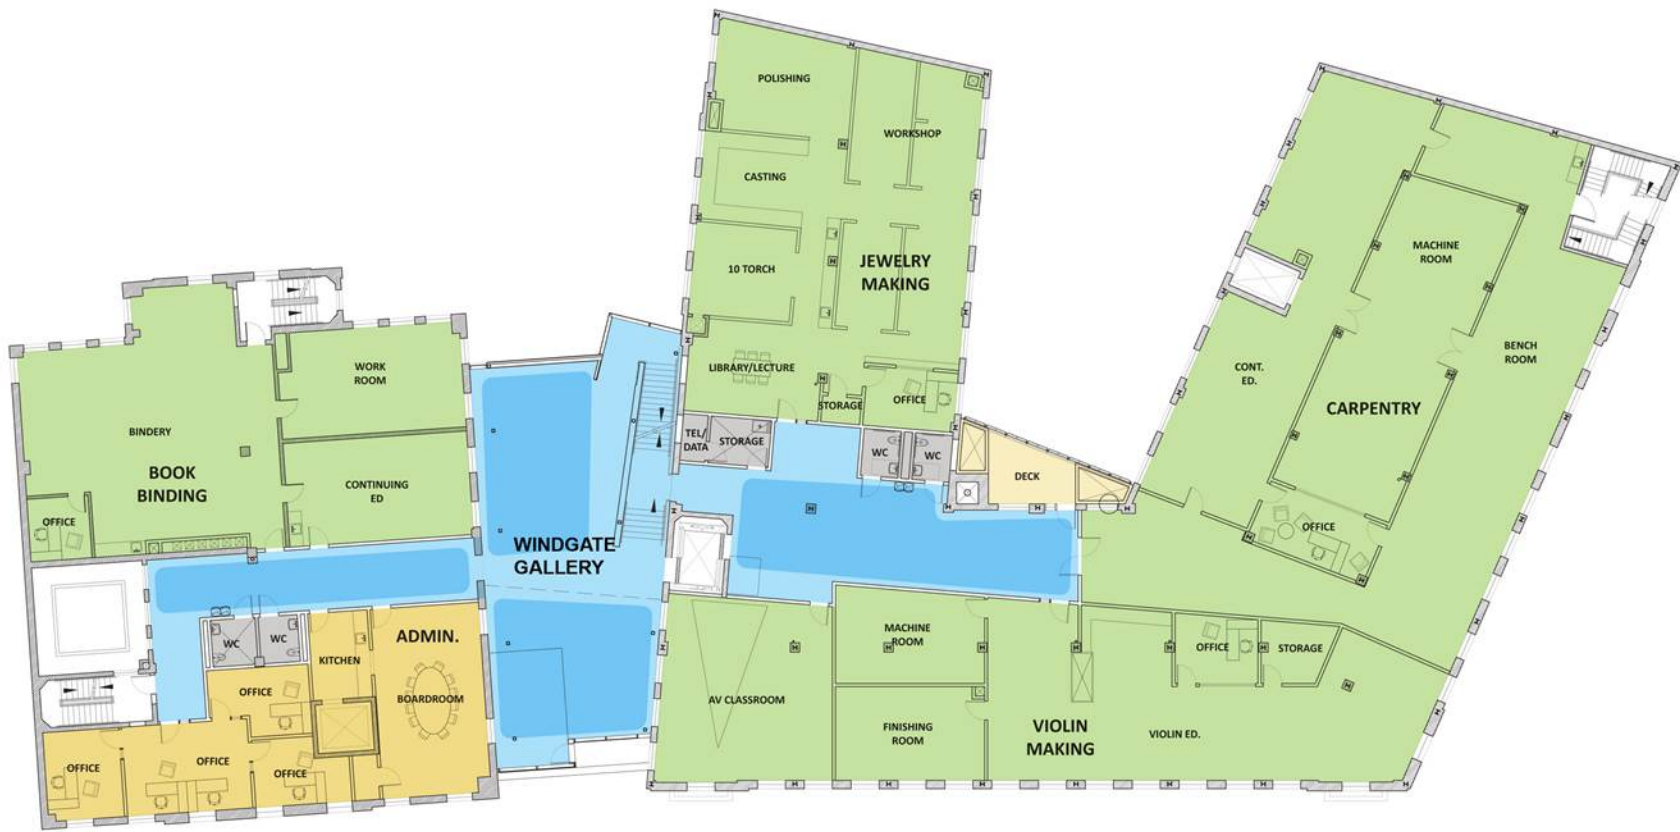 POLISHING
WORKSHOP
CASTING
10 TORCH
JEWELRY
MAKING
LIBRARY/LECTURE
STORAGE
OFFICE
TEL/
DATA
STORAGE
WC
WC
DECK
MACHINE
ROOM
BENCH
ROOM
CONT.
ED.
CARPENTRY
OFFICE
WORK
ROOM
BINDERY
BOOK
BINDING
CONTINUING
ED
OFFICE
WINDGATE
GALLERY
WC
WC
KITCHEN
ADMIN.
BOARDROOM
OFFICE
OFFICE
OFFICE
OFFICE
AV CLASSROOM
MACHINE
ROOM
FINISHING
ROOM
VIOLIN
MAKING
VIOLIN ED.
OFFICE
STORAGE